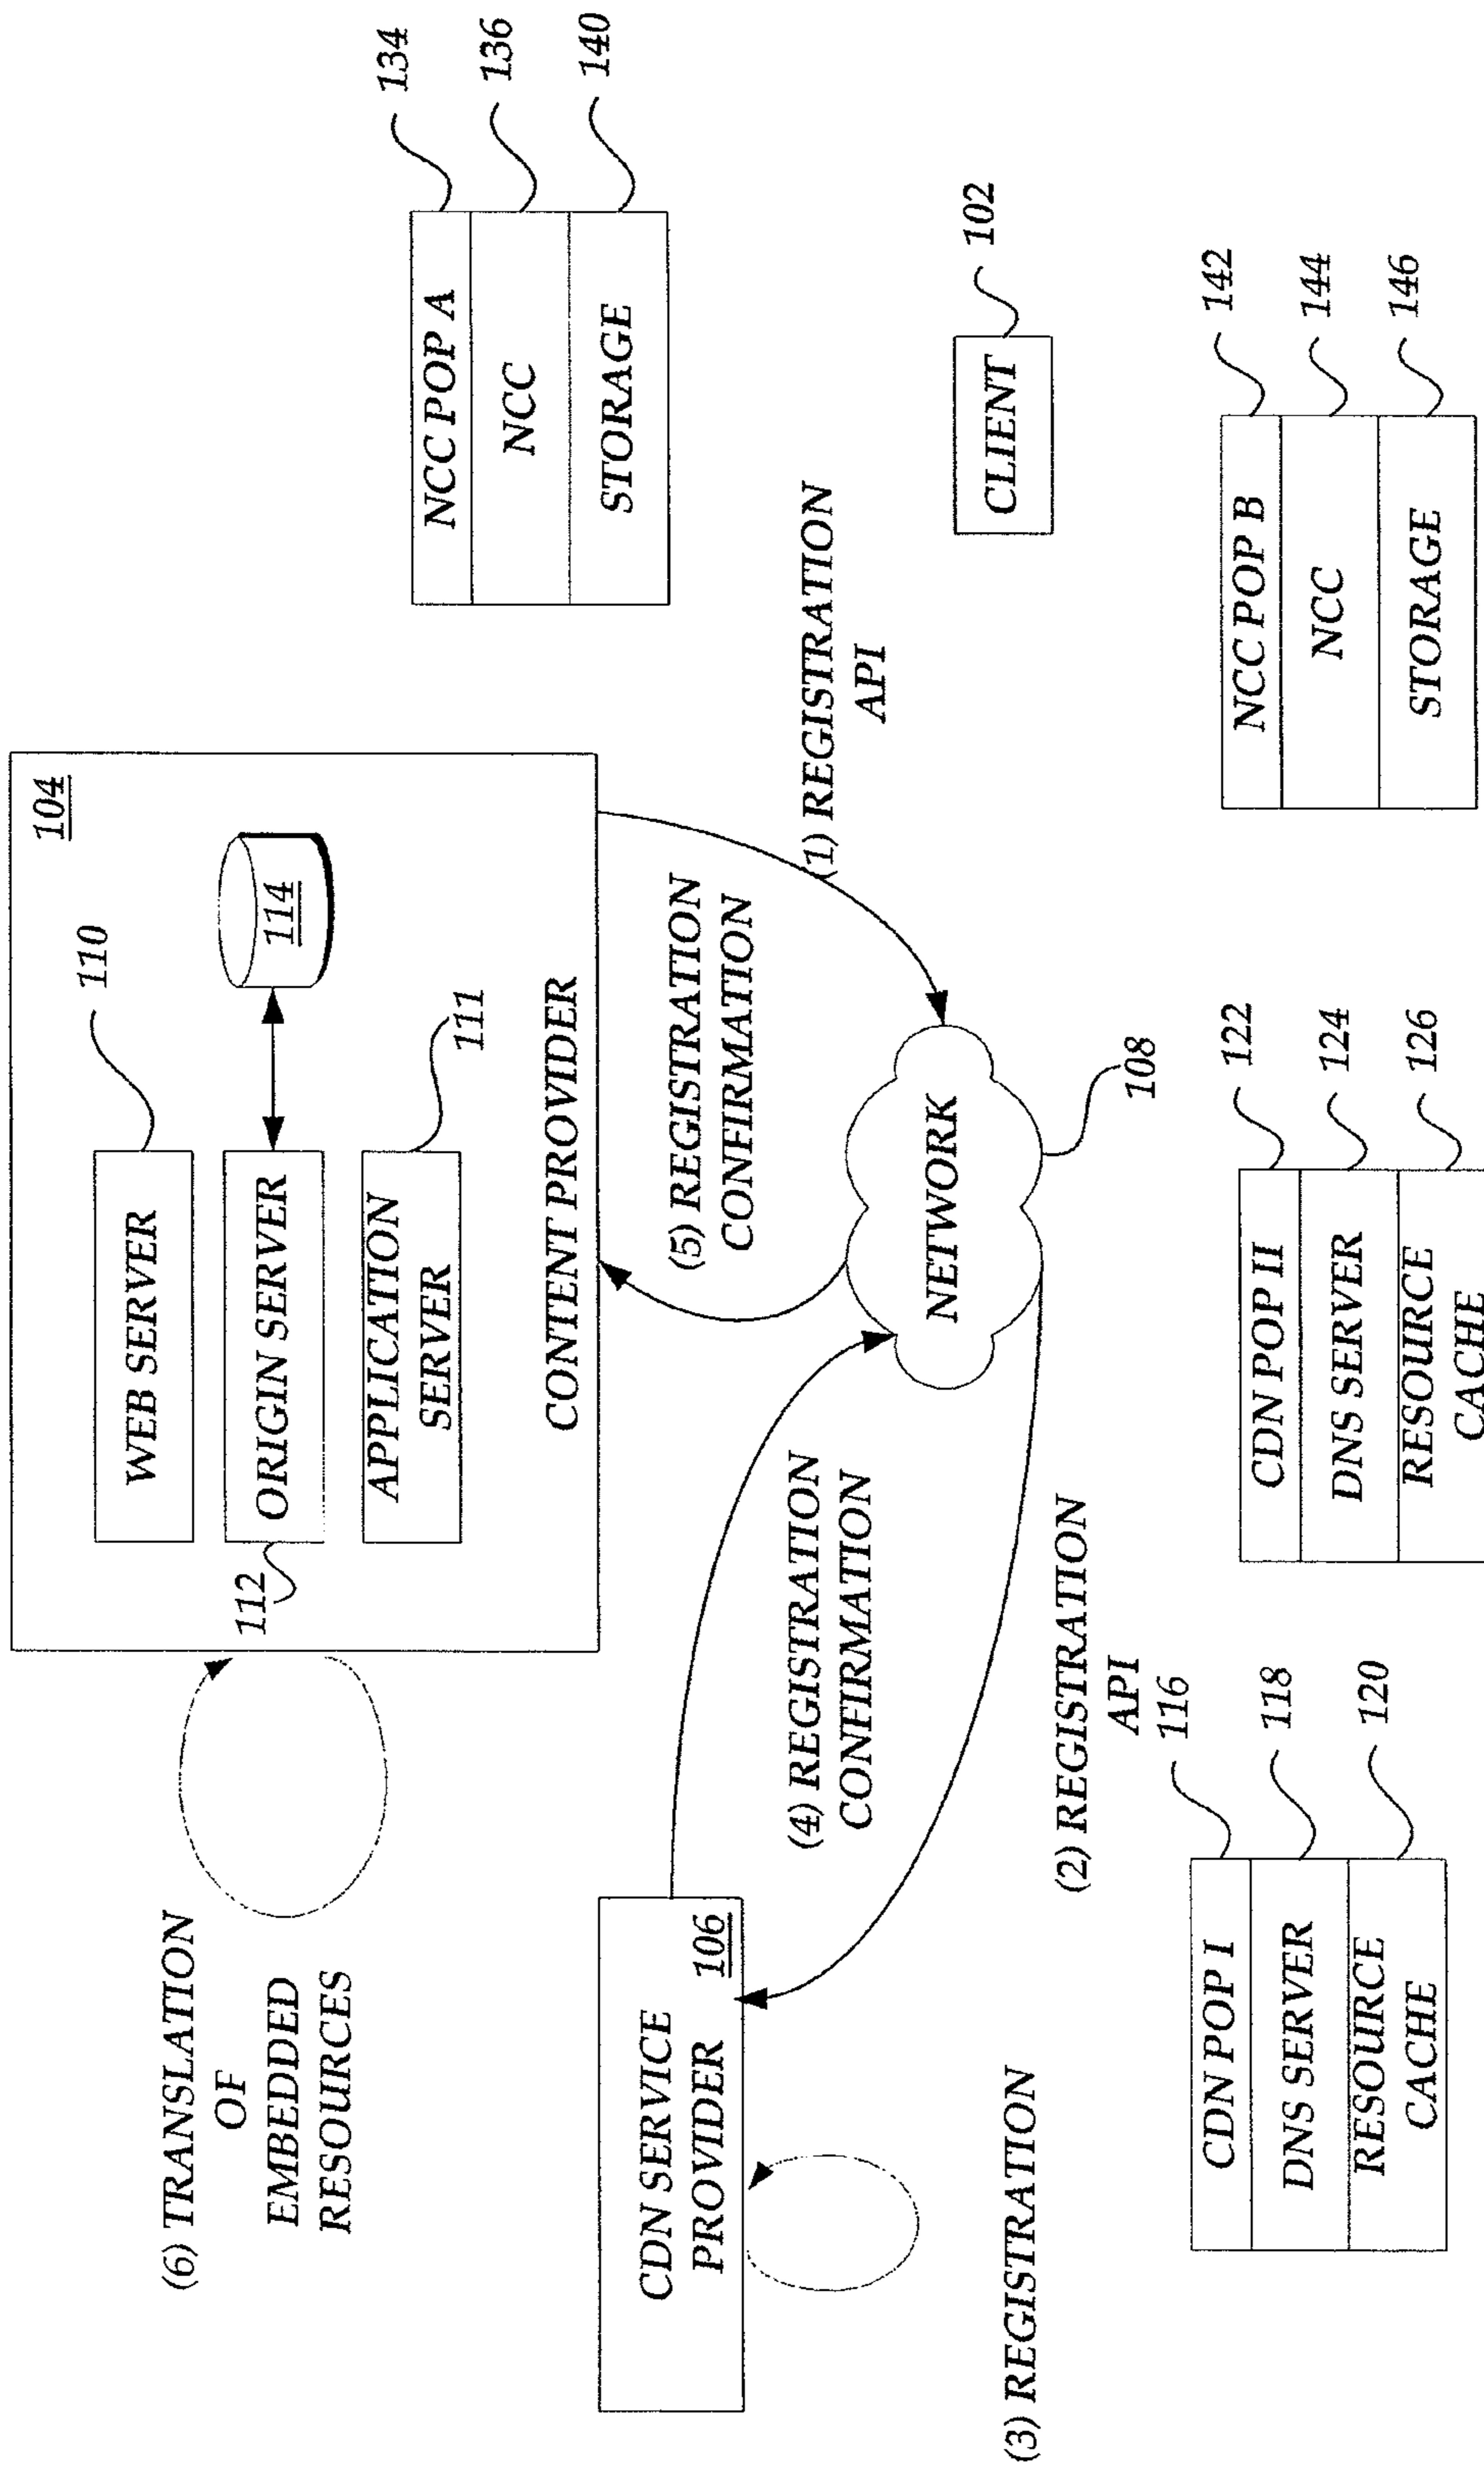 (6) TRANSLATION
OF
EMBEDDED
RESOURCES
104
WEB SERVER
110
112
ORIGIN SERVER
114
APPLICATION
SERVER
111
CONTENT PROVIDER
NCC POP A
134
NCC
136
STORAGE
140
CDN SERVICE
PROVIDER
106
(5) REGISTRATION
CONFIRMATION
(1) REGISTRATION
API
(4) REGISTRATION
CONFIRMATION
NETWORK
108
CLIENT
102
(3) REGISTRATION
(2) REGISTRATION
API
CDN POP I
116
DNS SERVER
118
RESOURCE
CACHE
120
CDN POP II
122
DNS SERVER
124
RESOURCE
CACHE
126
NCC POP B
142
NCC
144
STORAGE
146